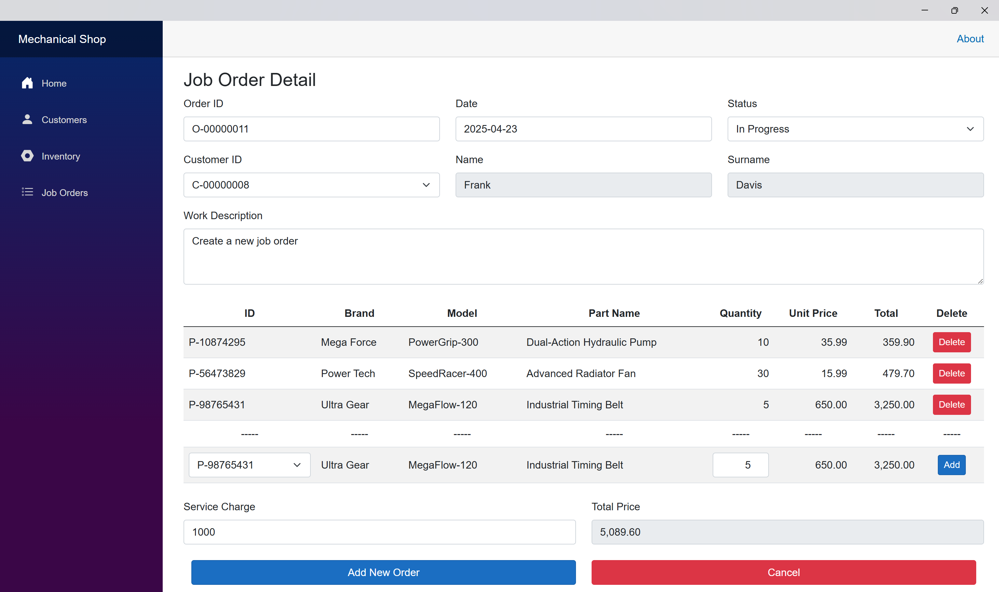 Mechanical Shop
About
Home
Customers
Inventory
Job Orders
Job Order Detail
Order ID Date Status
O-00000011 2025-04-23 In Progress
Customer ID Name Surname
C-00000008 Frank Davis
Work Description
Create a new job order
ID Brand Model Part Name Quantity Unit Price Total Delete
P-10874295 Mega Force PowerGrip-300 Dual-Action Hydraulic Pump 10 35.99 359.90 Delete
P-56473829 Power Tech SpeedRacer-400 Advanced Radiator Fan 30 15.99 479.70 Delete
P-98765431 Ultra Gear MegaFlow-120 Industrial Timing Belt 5 650.00 3,250.00 Delete
----- ----- ----- ----- ----- ----- ----- -----
P-98765431 Ultra Gear MegaFlow-120 Industrial Timing Belt 5 650.00 3,250.00 Add
Service Charge Total Price
1000 5,089.60
Add New Order Cancel